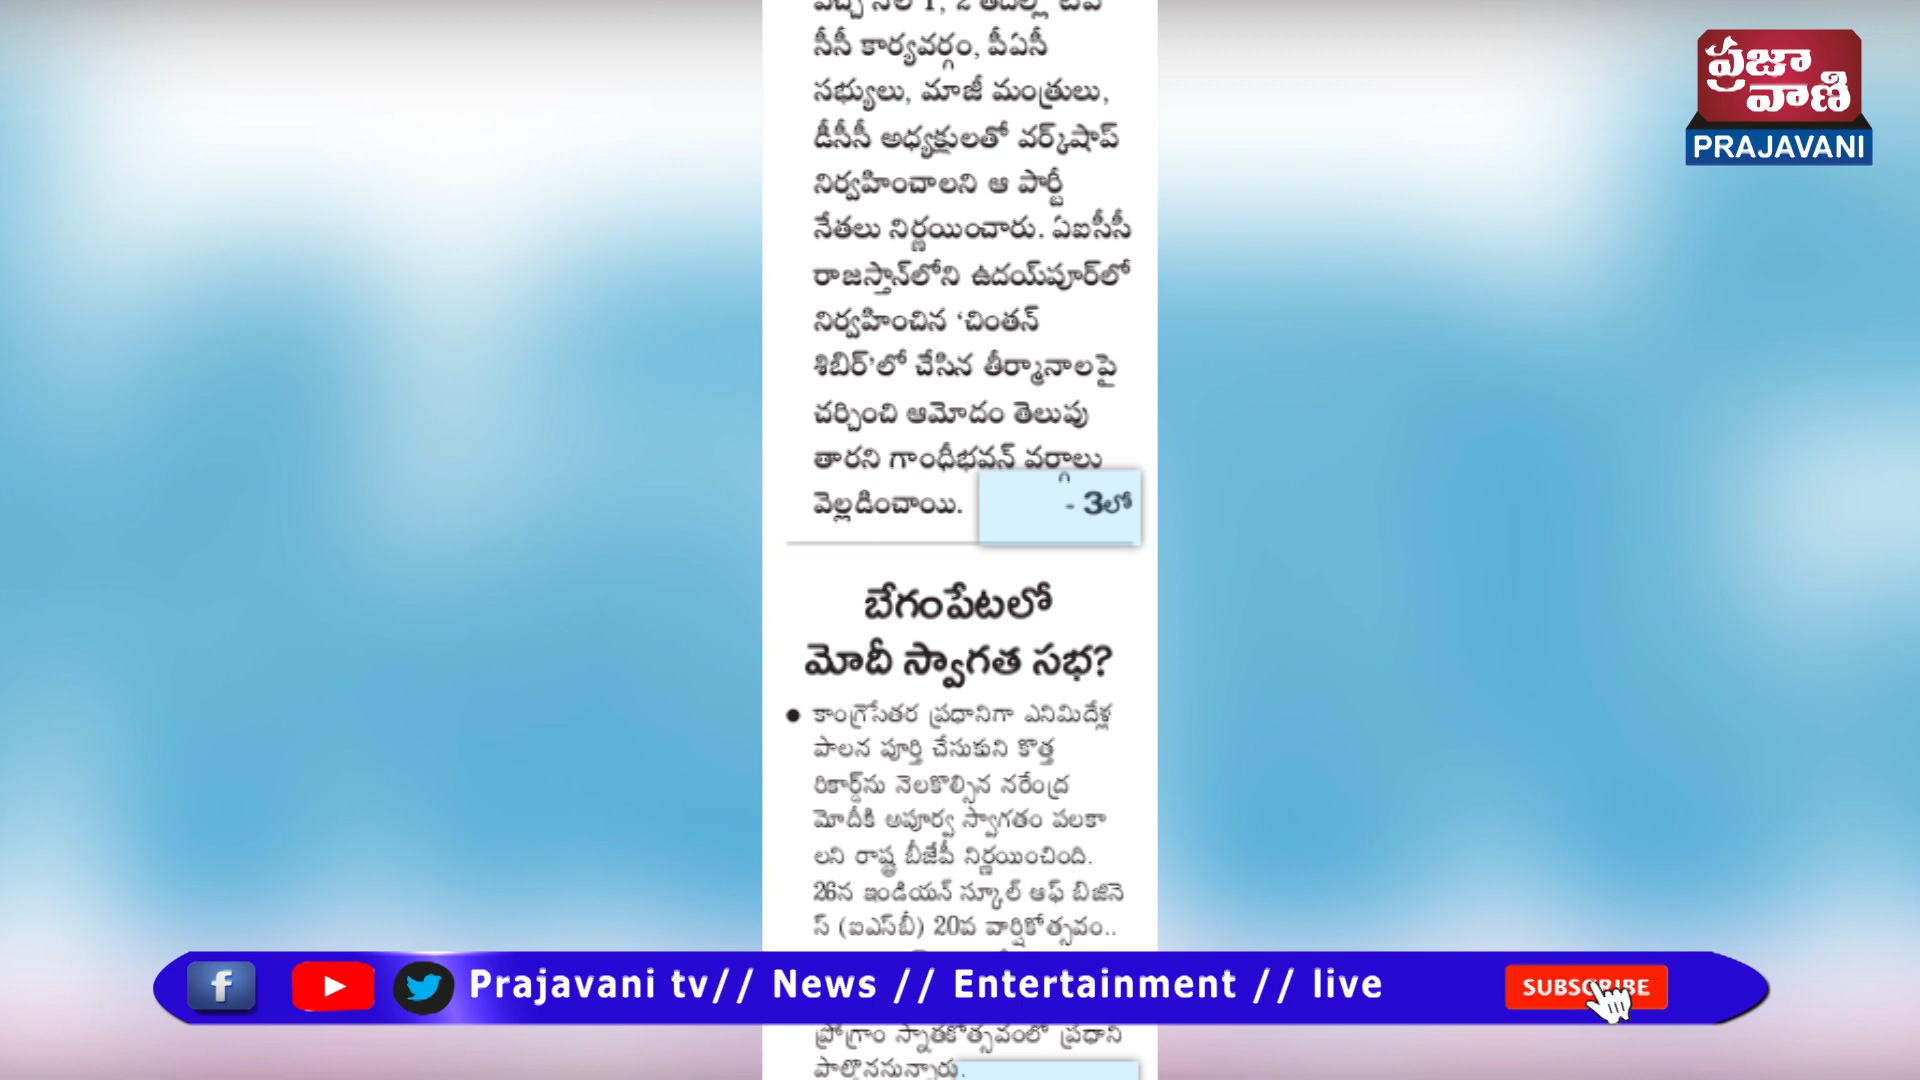 సీసీ కార్యవర్గం, పీఏసీ
సభ్యులు, మాజీ మంత్రులు,
డీసీసీ అధ్యక్షులతో వర్క్‌షాప్
నిర్వహించాలని ఆ పార్టీ
నేతలు నిర్ణయించారు. ఏఐసీసీ
రాజస్తాన్‌లోని ఉదయ్‌పూర్‌లో
నిర్వహించిన ‘చింతన్
శిబిర్’లో చేసిన తీర్మానాలపై
చర్చించి ఆమోదం తెలుపు
తారని గాంధీభవన్ వర్గాలు
వెల్లడించాయి. - 3లో
బేగంపేటలో
మోదీ స్వాగత సభ?
● కాంగ్రెసేతర ప్రధానిగా ఎనిమిదేళ్ల
పాలన పూర్తి చేసుకుని కొత్త
రికార్డ్‌ను నెలకొల్పిన నరేంద్ర
మోదీకి అపూర్వ స్వాగతం పలకా
లని రాష్ట్ర బీజేపీ నిర్ణయించింది.
26న ఇండియన్ స్కూల్ ఆఫ్ బిజినె
స్ (ఐఎస్‌బీ) 20వ వార్షికోత్సవం..
ప్రోగ్రాం స్నాతకోత్సవంలో ప్రధాని
పాల్గొననున్నారు.
ప్రజా
వాణి
PRAJAVANI
Prajavani tv// News // Entertainment // live
SUBSCRIBE